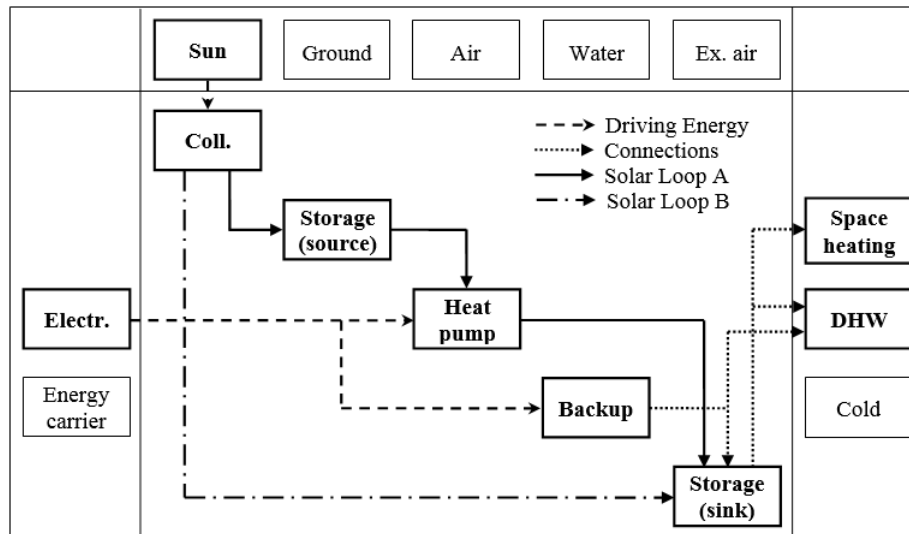 Sun
Ground
Air
Water
Ex. air
Coll.
Driving Energy
Connections
Solar Loop A
Solar Loop B
Storage
(source)
Space
heating
Electr.
Heat
pump
DHW
Energy
carrier
Backup
Cold
Storage
(sink)